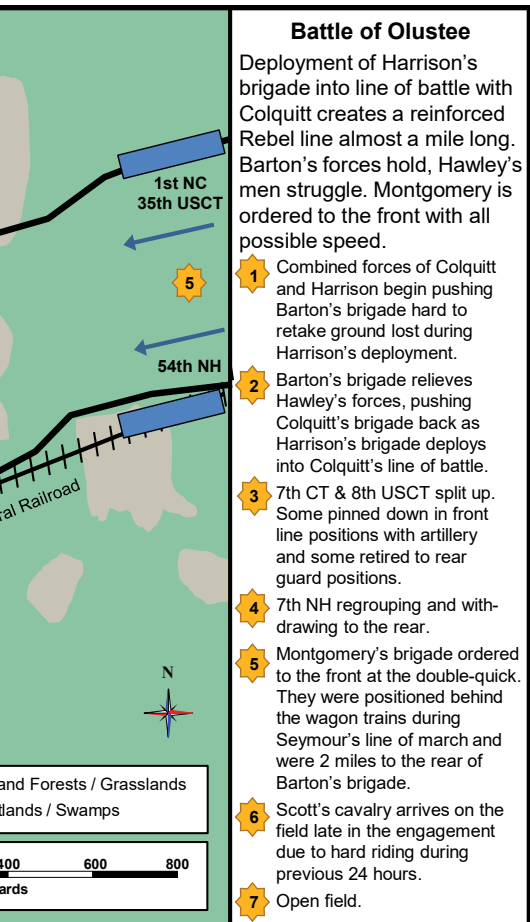 Battle of Olustee
Deployment of Harrison's
brigade into line of battle with
Colquitt creates a reinforced
Rebel line almost a mile long.
Barton's forces hold, Hawley's
men struggle. Montgomery is
ordered to the front with all
possible speed.
1 Combined forces of Colquitt
and Harrison begin pushing
Barton's brigade hard to
retake ground lost during
Harrison's deployment.
2 Barton's brigade relieves
Hawley's forces, pushing
Colquitt's brigade back as
Harrison's brigade deploys
into Colquitt's line of battle.
3 7th CT & 8th USCT split up.
Some pinned down in front
line positions with artillery
and some retired to rear
guard positions.
4 7th NH regrouping and with-
drawing to the rear.
5 Montgomery's brigade ordered
to the front at the double-quick.
They were positioned behind
the wagon trains during
Seymour's line of march and
were 2 miles to the rear of
Barton's brigade.
6 Scott's cavalry arrives on the
field late in the engagement
due to hard riding during
previous 24 hours.
7 Open field.
1st NC
35th USCT
5
54th NH
ral Railroad
N
and Forests / Grasslands
tlands / Swamps
400 600 800
ards